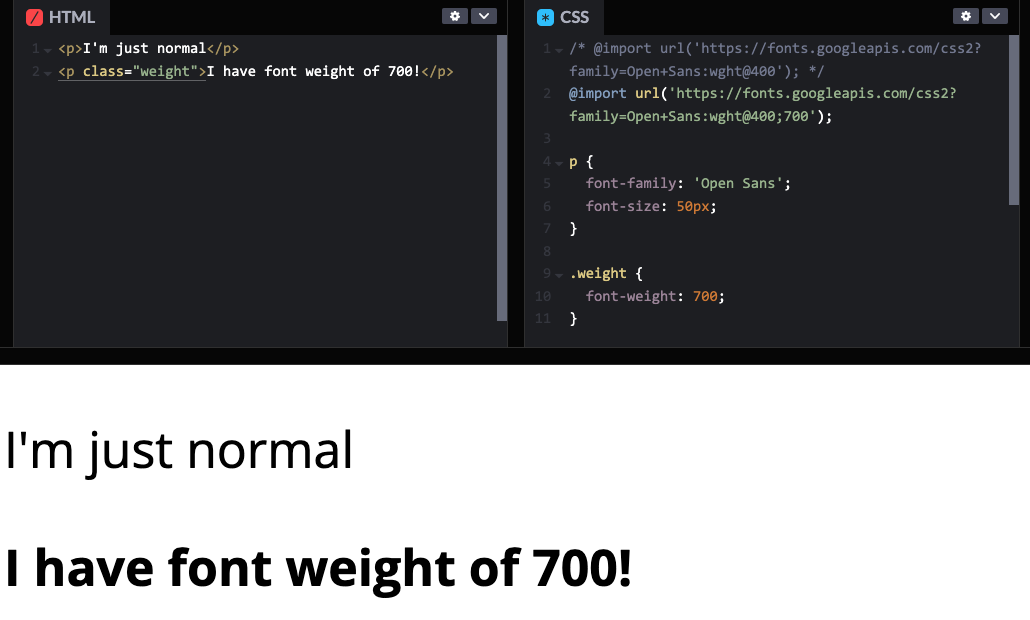 HTML
1 <p>I'm just normal</p>
2 <p class="weight">I have font weight of 700!</p>
CSS
1 /* @import url('https://fonts.googleapis.com/css2?
family=Open+Sans:wght@400'); */
2 @import url('https://fonts.googleapis.com/css2?
family=Open+Sans:wght@400;700');
3
4 p {
5 font-family: 'Open Sans';
6 font-size: 50px;
7 }
8
9 .weight {
10 font-weight: 700;
11 }
I'm just normal
I have font weight of 700!